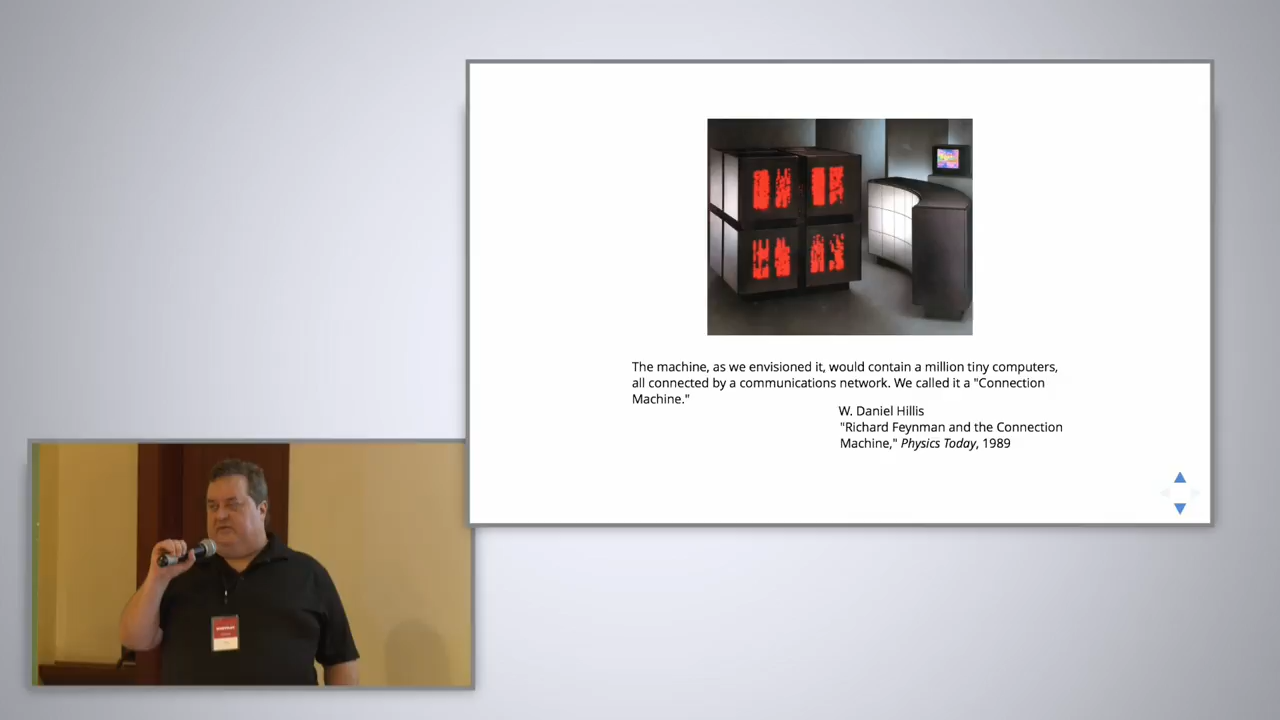 The machine, as we envisioned it, would contain a million tiny computers,
all connected by a communications network. We called it a "Connection
Machine."
W. Daniel Hillis
"Richard Feynman and the Connection
Machine," Physics Today, 1989